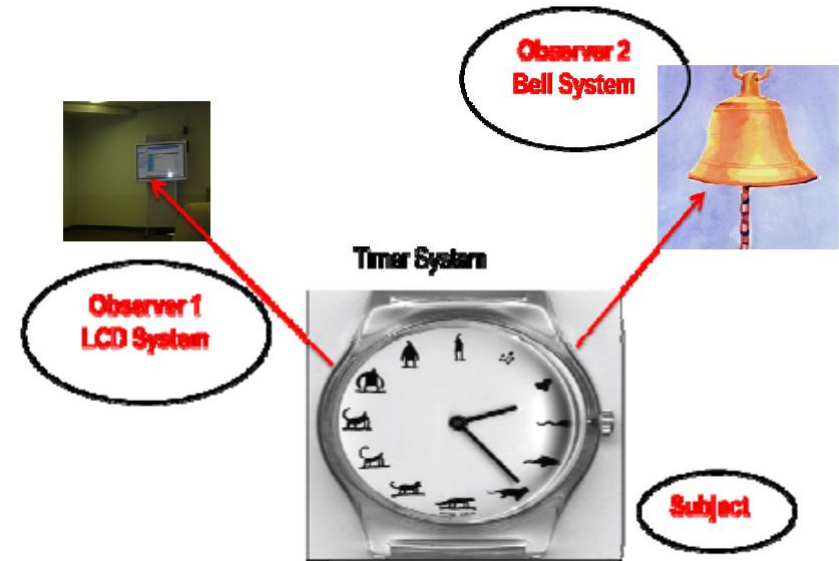 Observer 2
Bell System
Timer System
Observer 1
LCD System
Subject